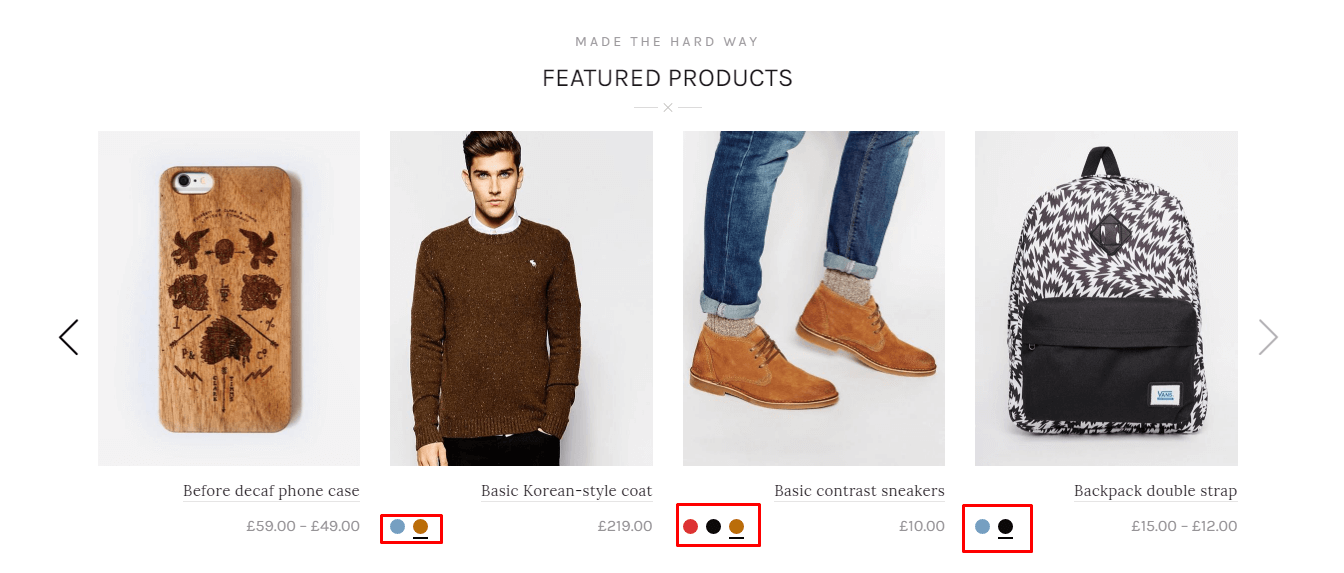 MADE THE HARD WAY
FEATURED PRODUCTS
VANS
Before decaf phone case
Basic Korean-style coat
Basic contrast sneakers
Backpack double strap
£59.00 – £49.00
£219.00
£10.00
£15.00 – £12.00